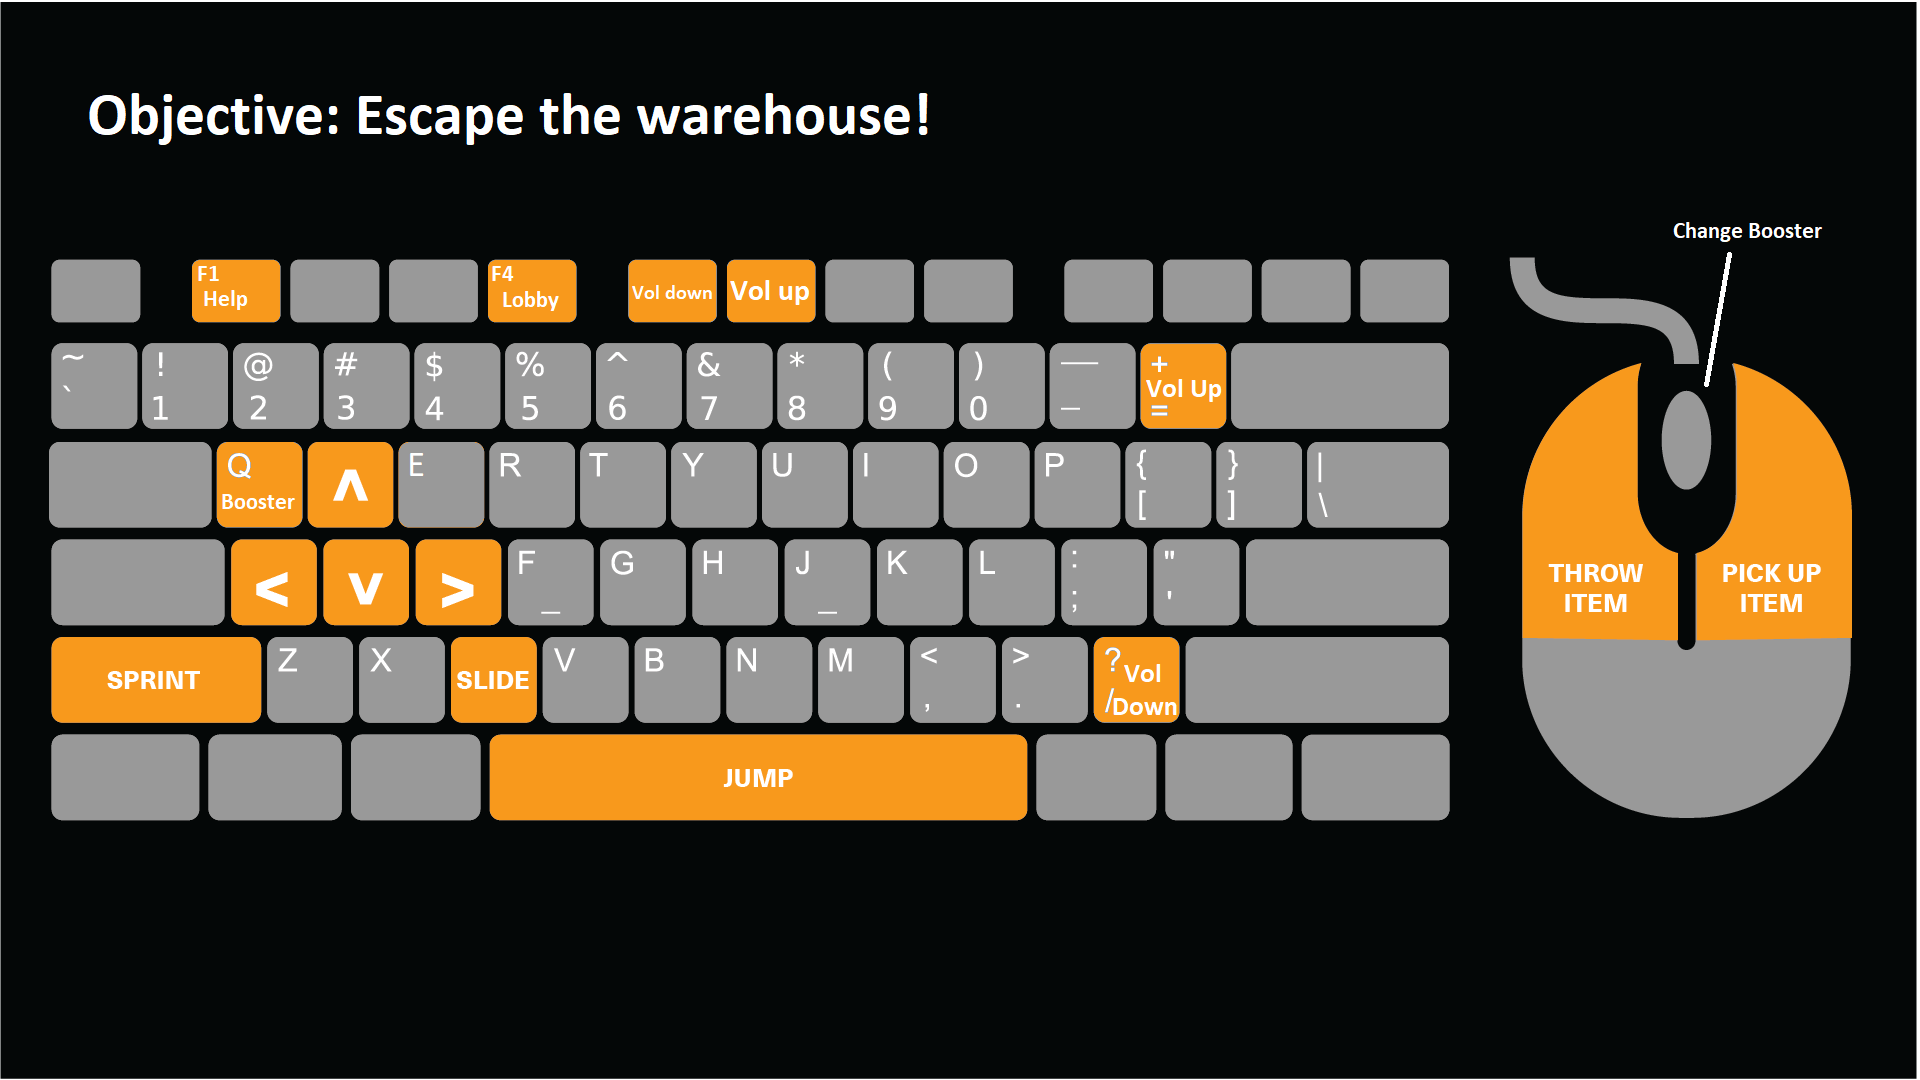 Objective: Escape the warehouse!
Change Booster
F1
Help
F4
Lobby
Vol down
Vol up
~
`
!
1
@
2
#
3
$
4
%
5
^
6
&
7
*
8
(
9
)
0
—
–
+
Vol Up
=
Q
Booster
^
E
R
T
Y
U
I
O
P
{
[
}
]
|
\
<
v
>
F
_
G
H
J
_
K
L
:
;
"
'
SPRINT
Z
X
SLIDE
V
B
N
M
<
,
>
.
? Vol
/Down
JUMP
THROW
ITEM
PICK UP
ITEM